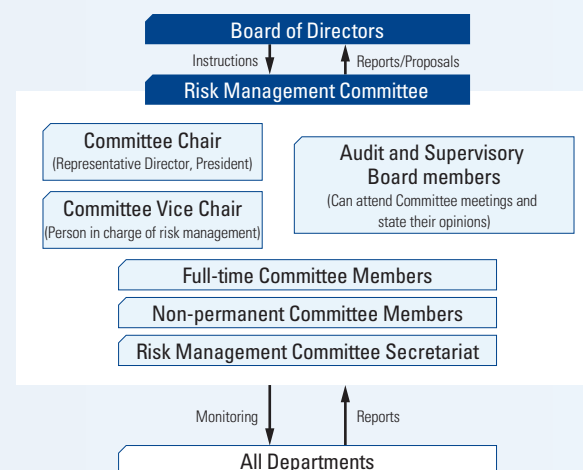 Board of Directors
Instructions
Reports/Proposals
Risk Management Committee
Committee Chair
(Representative Director, President)
Committee Vice Chair
(Person in charge of risk management)
Audit and Supervisory
Board members
(Can attend Committee meetings and
state their opinions)
Full-time Committee Members
Non-permanent Committee Members
Risk Management Committee Secretariat
Monitoring
Reports
All Departments